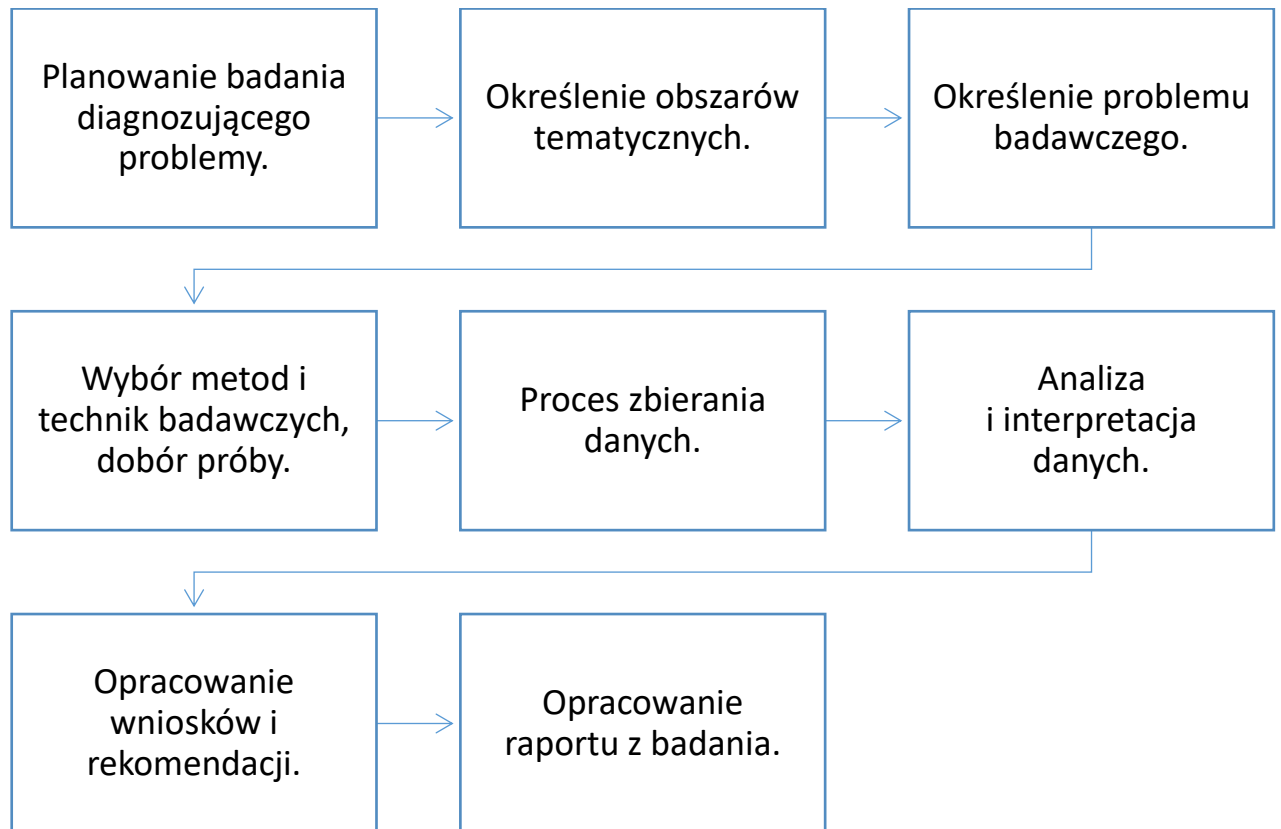 Planowanie badania
diagnozującego
problemy.
Określenie obszarów
tematycznych.
Określenie problemu
badawczego.
Wybór metod i
technik badawczych,
dobór próby.
Proces zbierania
danych.
Analiza
i interpretacja
danych.
Opracowanie
wniosków i
rekomendacji.
Opracowanie
raportu z badania.